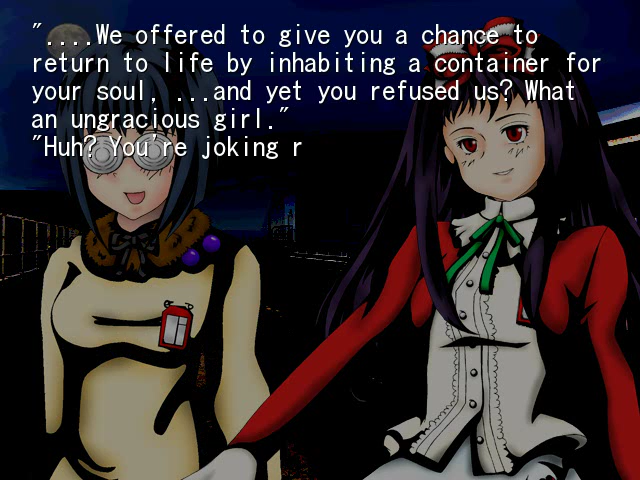 "....We offered to give you a chance to
return to life by inhabiting a container for
your soul, ...and yet you refused us? What
an ungracious girl."
"Huh? You're joking r